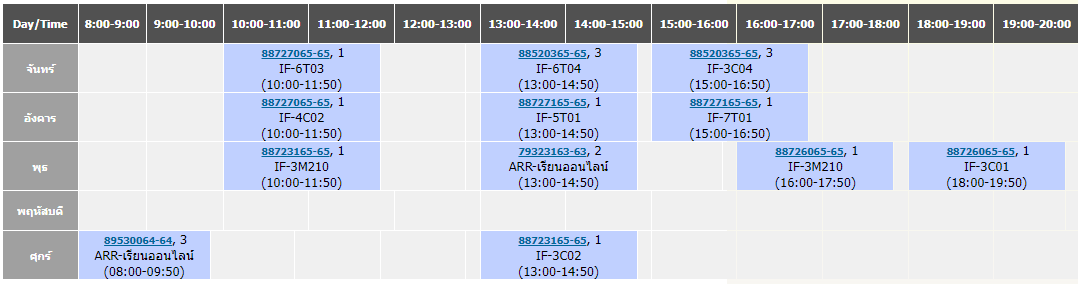 Day/Time 8:00-9:00 9:00-10:00 10:00-11:00 11:00-12:00 12:00-13:00 13:00-14:00 14:00-15:00 15:00-16:00 16:00-17:00 17:00-18:00 18:00-19:00 19:00-20:00
จันทร์
88727065-65, 1
IF-6T03
(10:00-11:50)
88520365-65, 3
IF-6T04
(13:00-14:50)
88520365-65, 3
IF-3C04
(15:00-16:50)
อังคาร
88727065-65, 1
IF-4C02
(10:00-11:50)
88727165-65, 1
IF-5T01
(13:00-14:50)
88727165-65, 1
IF-7T01
(15:00-16:50)
พุธ
88723165-65, 1
IF-3M210
(10:00-11:50)
79323163-63, 2
ARR-เรียนออนไลน์
(13:00-14:50)
88726065-65, 1
IF-3M210
(16:00-17:50)
88726065-65, 1
IF-3C01
(18:00-19:50)
พฤหัสบดี
ศุกร์
89530064-64, 3
ARR-เรียนออนไลน์
(08:00-09:50)
88723165-65, 1
IF-3C02
(13:00-14:50)